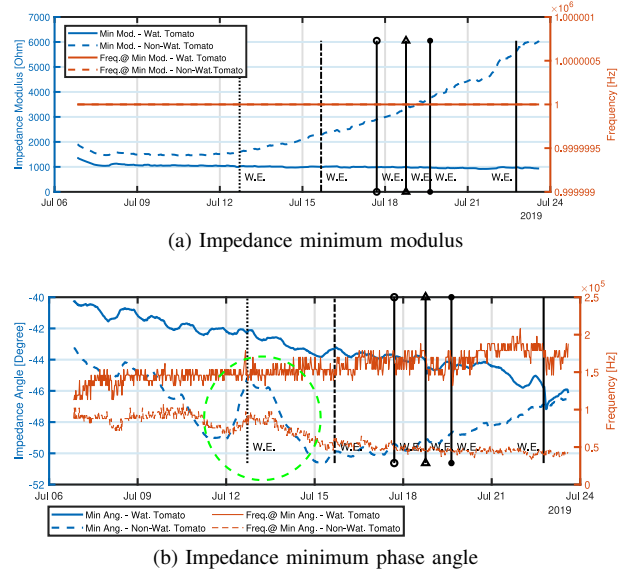 ×10⁶
7000
6000
5000
4000
3000
2000
1000
0
Impedance Modulus [Ohm]
Min Mod. - Wat. Tomato
Min Mod. - Non-Wat. Tomato
Freq.@ Min Mod. - Wat. Tomato
Freq.@ Min Mod. - Non-Wat.Tomato
W.E. W.E. W.E. W.E. W.E. W.E.
1.000001
1.0000005
1
0.9999995
0.999999
Frequency [Hz]
Jul 06 Jul 09 Jul 12 Jul 15 Jul 18 Jul 21 Jul 24
2019
(a) Impedance minimum modulus
×10⁵
-40
-42
-44
-46
-48
-50
-52
Impedance Angle [Degree]
W.E. W.E. W.E. W.E. W.E. W.E.
2.5
2
1.5
1
0.5
0
Frequency [Hz]
Jul 06 Jul 09 Jul 12 Jul 15 Jul 18 Jul 21 Jul 24
2019
Min Ang. - Wat. Tomato
Min Ang. - Non-Wat. Tomato
Freq.@ Min Ang. - Wat. Tomato
Freq.@ Min Ang. - Non-Wat. Tomato
(b) Impedance minimum phase angle